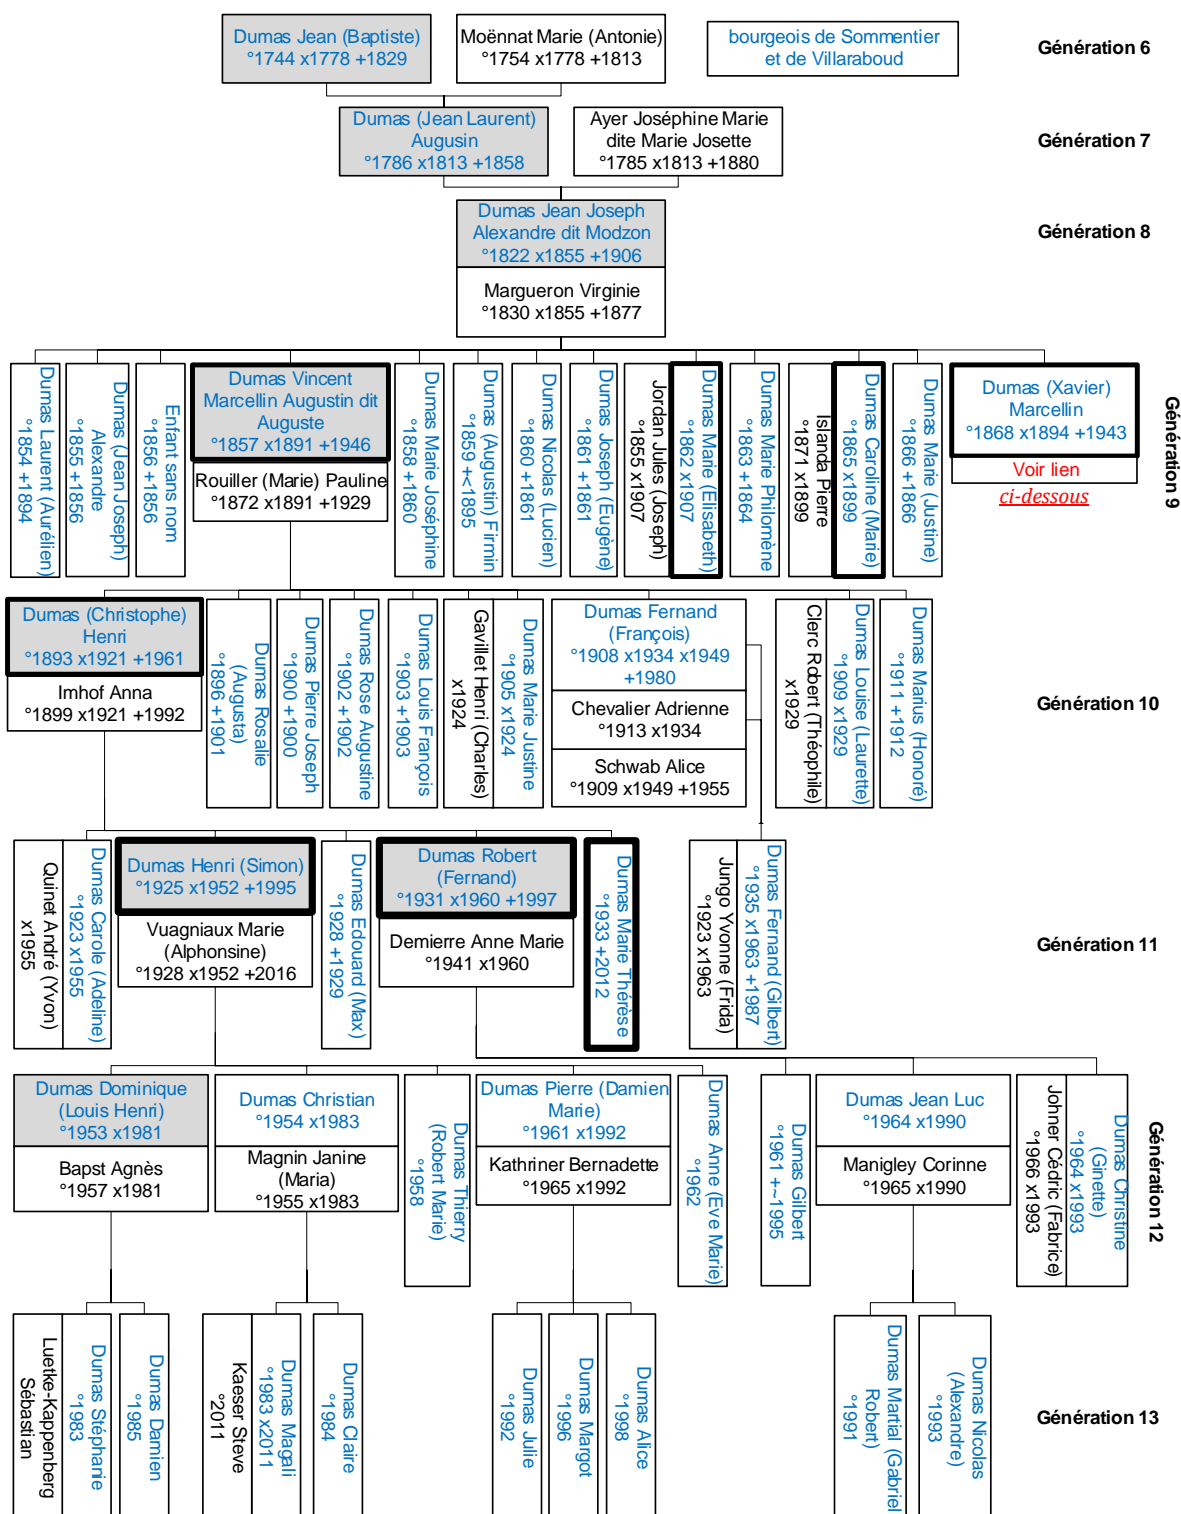 Dumas Jean (Baptiste)
°1744 x1778 +1829
Moënnat Marie (Antonie)
°1754 x1778 +1813
bourgeois de Sommentier
et de Villaraboud
Génération 6
Dumas (Jean Laurent)
Augusin
°1786 x1813 +1858
Ayer Joséphine Marie
dite Marie Josette
°1785 x1813 +1880
Génération 7
Dumas Jean Joseph
Alexandre dit Modzon
°1822 x1855 +1906
Margueron Virginie
°1830 x1855 +1877
Génération 8
Dumas Laurent (Aurélien)
°1854 +1894
Dumas (Jean Joseph)
Alexandre
°1855 +1856
Enfant sans nom
°1856 +1856
Dumas Vincent
Marcellin Augustin dit
Auguste
°1857 x1891 +1946
Rouiller (Marie) Pauline
°1872 x1891 +1929
Dumas Marie Joséphine
°1858 +1860
Dumas (Augustin) Firmin
°1859 +<1895
Dumas Nicolas (Lucien)
°1860 +1861
Dumas Joseph (Eugène)
°1861 +1861
Jordan Jules (Joseph)
°1855 x1907
Dumas Marie (Elisabeth)
°1862 x1907
Dumas Marie Philomène
°1863 +1864
Islanda Pierre
°1871 x1899
Dumas Caroline (Marie)
°1865 x1899
Dumas Marie (Justine)
°1866 +1866
Dumas (Xavier)
Marcellin
°1868 x1894 +1943
Voir lien
ci-dessous
Génération 9
Dumas (Christophe)
Henri
°1893 x1921 +1961
Imhof Anna
°1899 x1921 +1992
Dumas Rosalie
(Augusta)
°1896 +1901
Dumas Pierre Joseph
°1900 +1900
Dumas Rose Augustine
°1902 +1902
Dumas Louis François
°1903 +1903
Gavillet Henri (Charles)
x1924
Dumas Marie Justine
°1905 x1924
Dumas Fernand
(François)
°1908 x1934 x1949
+1980
Chevalier Adrienne
°1913 x1934
Schwab Alice
°1909 x1949 +1955
Clerc Robert (Théophile)
x1929
Dumas Louise (Laurette)
°1909 x1929
Dumas Marius (Honoré)
°1911 +1912
Génération 10
Quinet André (Yvon)
x1955
Dumas Carole (Adeline)
°1923 x1955
Dumas Henri (Simon)
°1925 x1952 +1995
Vuagniaux Marie
(Alphonsine)
°1928 x1952 +2016
Dumas Edouard (Max)
°1928 +1929
Dumas Robert
(Fernand)
°1931 x1960 +1997
Demierre Anne Marie
°1941 x1960
Dumas Marie Thérèse
°1933 +2012
Jungo Yvonne (Frida)
°1923 x1963
Dumas Fernand (Gilbert)
°1935 x1963 +1987
Génération 11
Dumas Dominique
(Louis Henri)
°1953 x1981
Bapst Agnès
°1957 x1981
Dumas Christian
°1954 x1983
Magnin Janine
(Maria)
°1955 x1983
Dumas Thierry
(Robert Marie)
°1958
Dumas Pierre (Damien
Marie)
°1961 x1992
Kathriner Bernadette
°1965 x1992
Dumas Anne (Eve Marie)
°1962
Dumas Gilbert
°1961 +~1995
Dumas Jean Luc
°1964 x1990
Manigley Corinne
°1965 x1990
Johner Cédric (Fabrice)
°1966 x1993
Dumas Christine
(Ginette)
°1964 x1993
Génération 12
Luetke-Kappenberg
Sébastian
Dumas Stéphanie
°1983
Dumas Damien
°1985
Kaeser Steve
°2011
Dumas Magali
°1983 x2011
Dumas Claire
°1984
Dumas Julie
°1992
Dumas Margot
°1996
Dumas Alice
°1998
Dumas Martial (Gabriel
Robert)
°1991
Dumas Nicolas
(Alexandre)
°1993
Génération 13